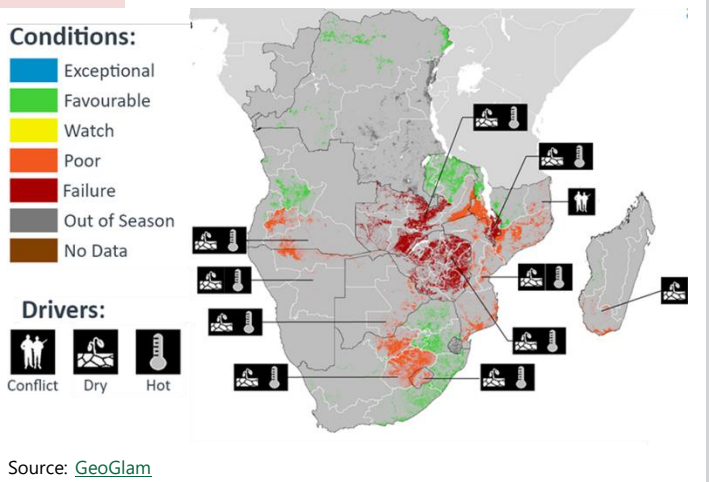 Conditions:
Exceptional
Favourable
Watch
Poor
Failure
Out of Season
No Data
Drivers:
Conflict Dry Hot
Source: GeoGlam